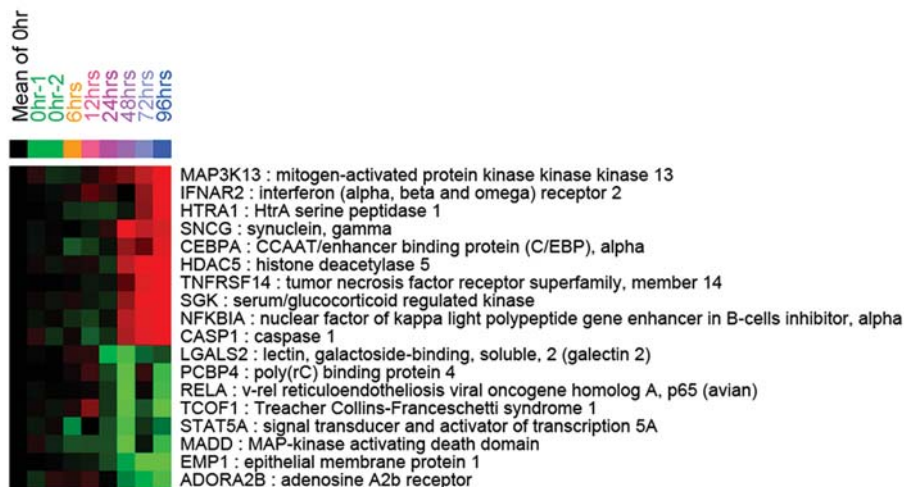 Mean of 0hr
0hr-1
0hr-2
6hrs
12hrs
24hrs
48hrs
72hrs
96hrs
MAP3K13 : mitogen-activated protein kinase kinase kinase 13
IFNAR2 : interferon (alpha, beta and omega) receptor 2
HTRA1 : HtrA serine peptidase 1
SNCG : synuclein, gamma
CEBPA : CCAAT/enhancer binding protein (C/EBP), alpha
HDAC5 : histone deacetylase 5
TNFRSF14 : tumor necrosis factor receptor superfamily, member 14
SGK : serum/glucocorticoid regulated kinase
NFKBIA : nuclear factor of kappa light polypeptide gene enhancer in B-cells inhibitor, alpha
CASP1 : caspase 1
LGALS2 : lectin, galactoside-binding, soluble, 2 (galectin 2)
PCBP4 : poly(rC) binding protein 4
RELA : v-rel reticuloendotheliosis viral oncogene homolog A, p65 (avian)
TCOF1 : Treacher Collins-Franceschetti syndrome 1
STAT5A : signal transducer and activator of transcription 5A
MADD : MAP-kinase activating death domain
EMP1 : epithelial membrane protein 1
ADORA2B : adenosine A2b receptor